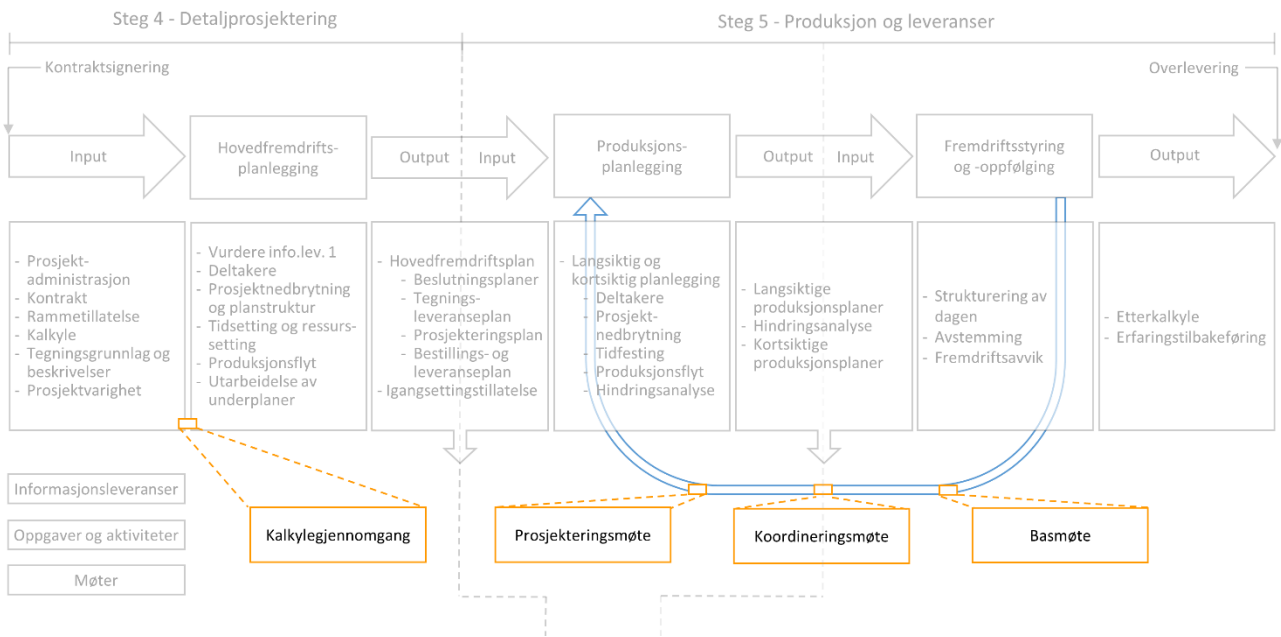 Steg 4 - Detaljprosjektering
Steg 5 - Produksjon og leveranser
Kontraktsignering
Overlevering
Input
Hovedfremdrifts-
planlegging
Output
Input
Produksjons-
planlegging
Output
Input
Fremdriftsstyring
og -oppfølging
Output
- Prosjekt-
administrasjon
- Kontrakt
- Rammetillatelse
- Kalkyle
- Tegningsgrunnlag og
beskrivelser
- Prosjektvarighet
- Vurdere info.lev. 1
- Deltakere
- Prosjektnedbrytning
og planstruktur
- Tidsetting og ressurs-
setting
- Produksjonsflyt
- Utarbeidelse av
underplaner
- Hovedfremdriftsplan
- Beslutningsplaner
- Tegnings-
leveranseplan
- Prosjekteringsplan
- Bestillings- og
leveranseplan
- Igangsettingstillatelse
- Langsiktig og
kortsiktig planlegging
- Deltakere
- Prosjekt-
nedbrytning
- Tidfesting
- Produksjonsflyt
- Hindringsanalyse
- Langsiktige
produksjonsplaner
- Hindringsanalyse
- Kortsiktige
produksjonsplaner
- Strukturering av
dagen
- Avstemming
- Fremdriftsavvik
- Etterkalkyle
- Erfaringstilbakeføring
Informasjonsleveranser
Oppgaver og aktiviteter
Møter
Kalkylegjennomgang
Prosjekteringsmøte
Koordineringsmøte
Basmøte